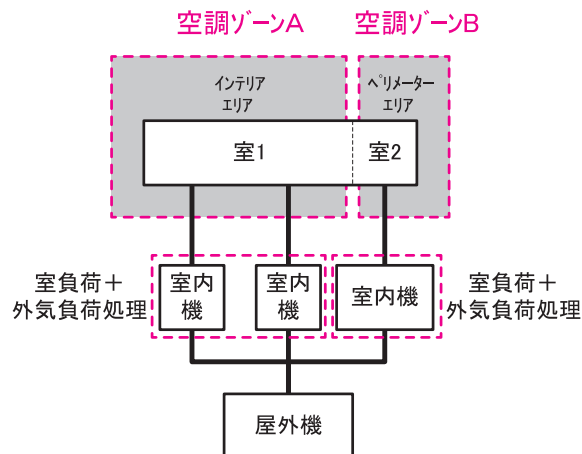 空調ゾーンA
空調ゾーンB
インテリア
エリア
ペリメーター
エリア
室1
室2
室負荷＋
外気負荷処理
室内
機
室内
機
室内機
室負荷＋
外気負荷処理
屋外機